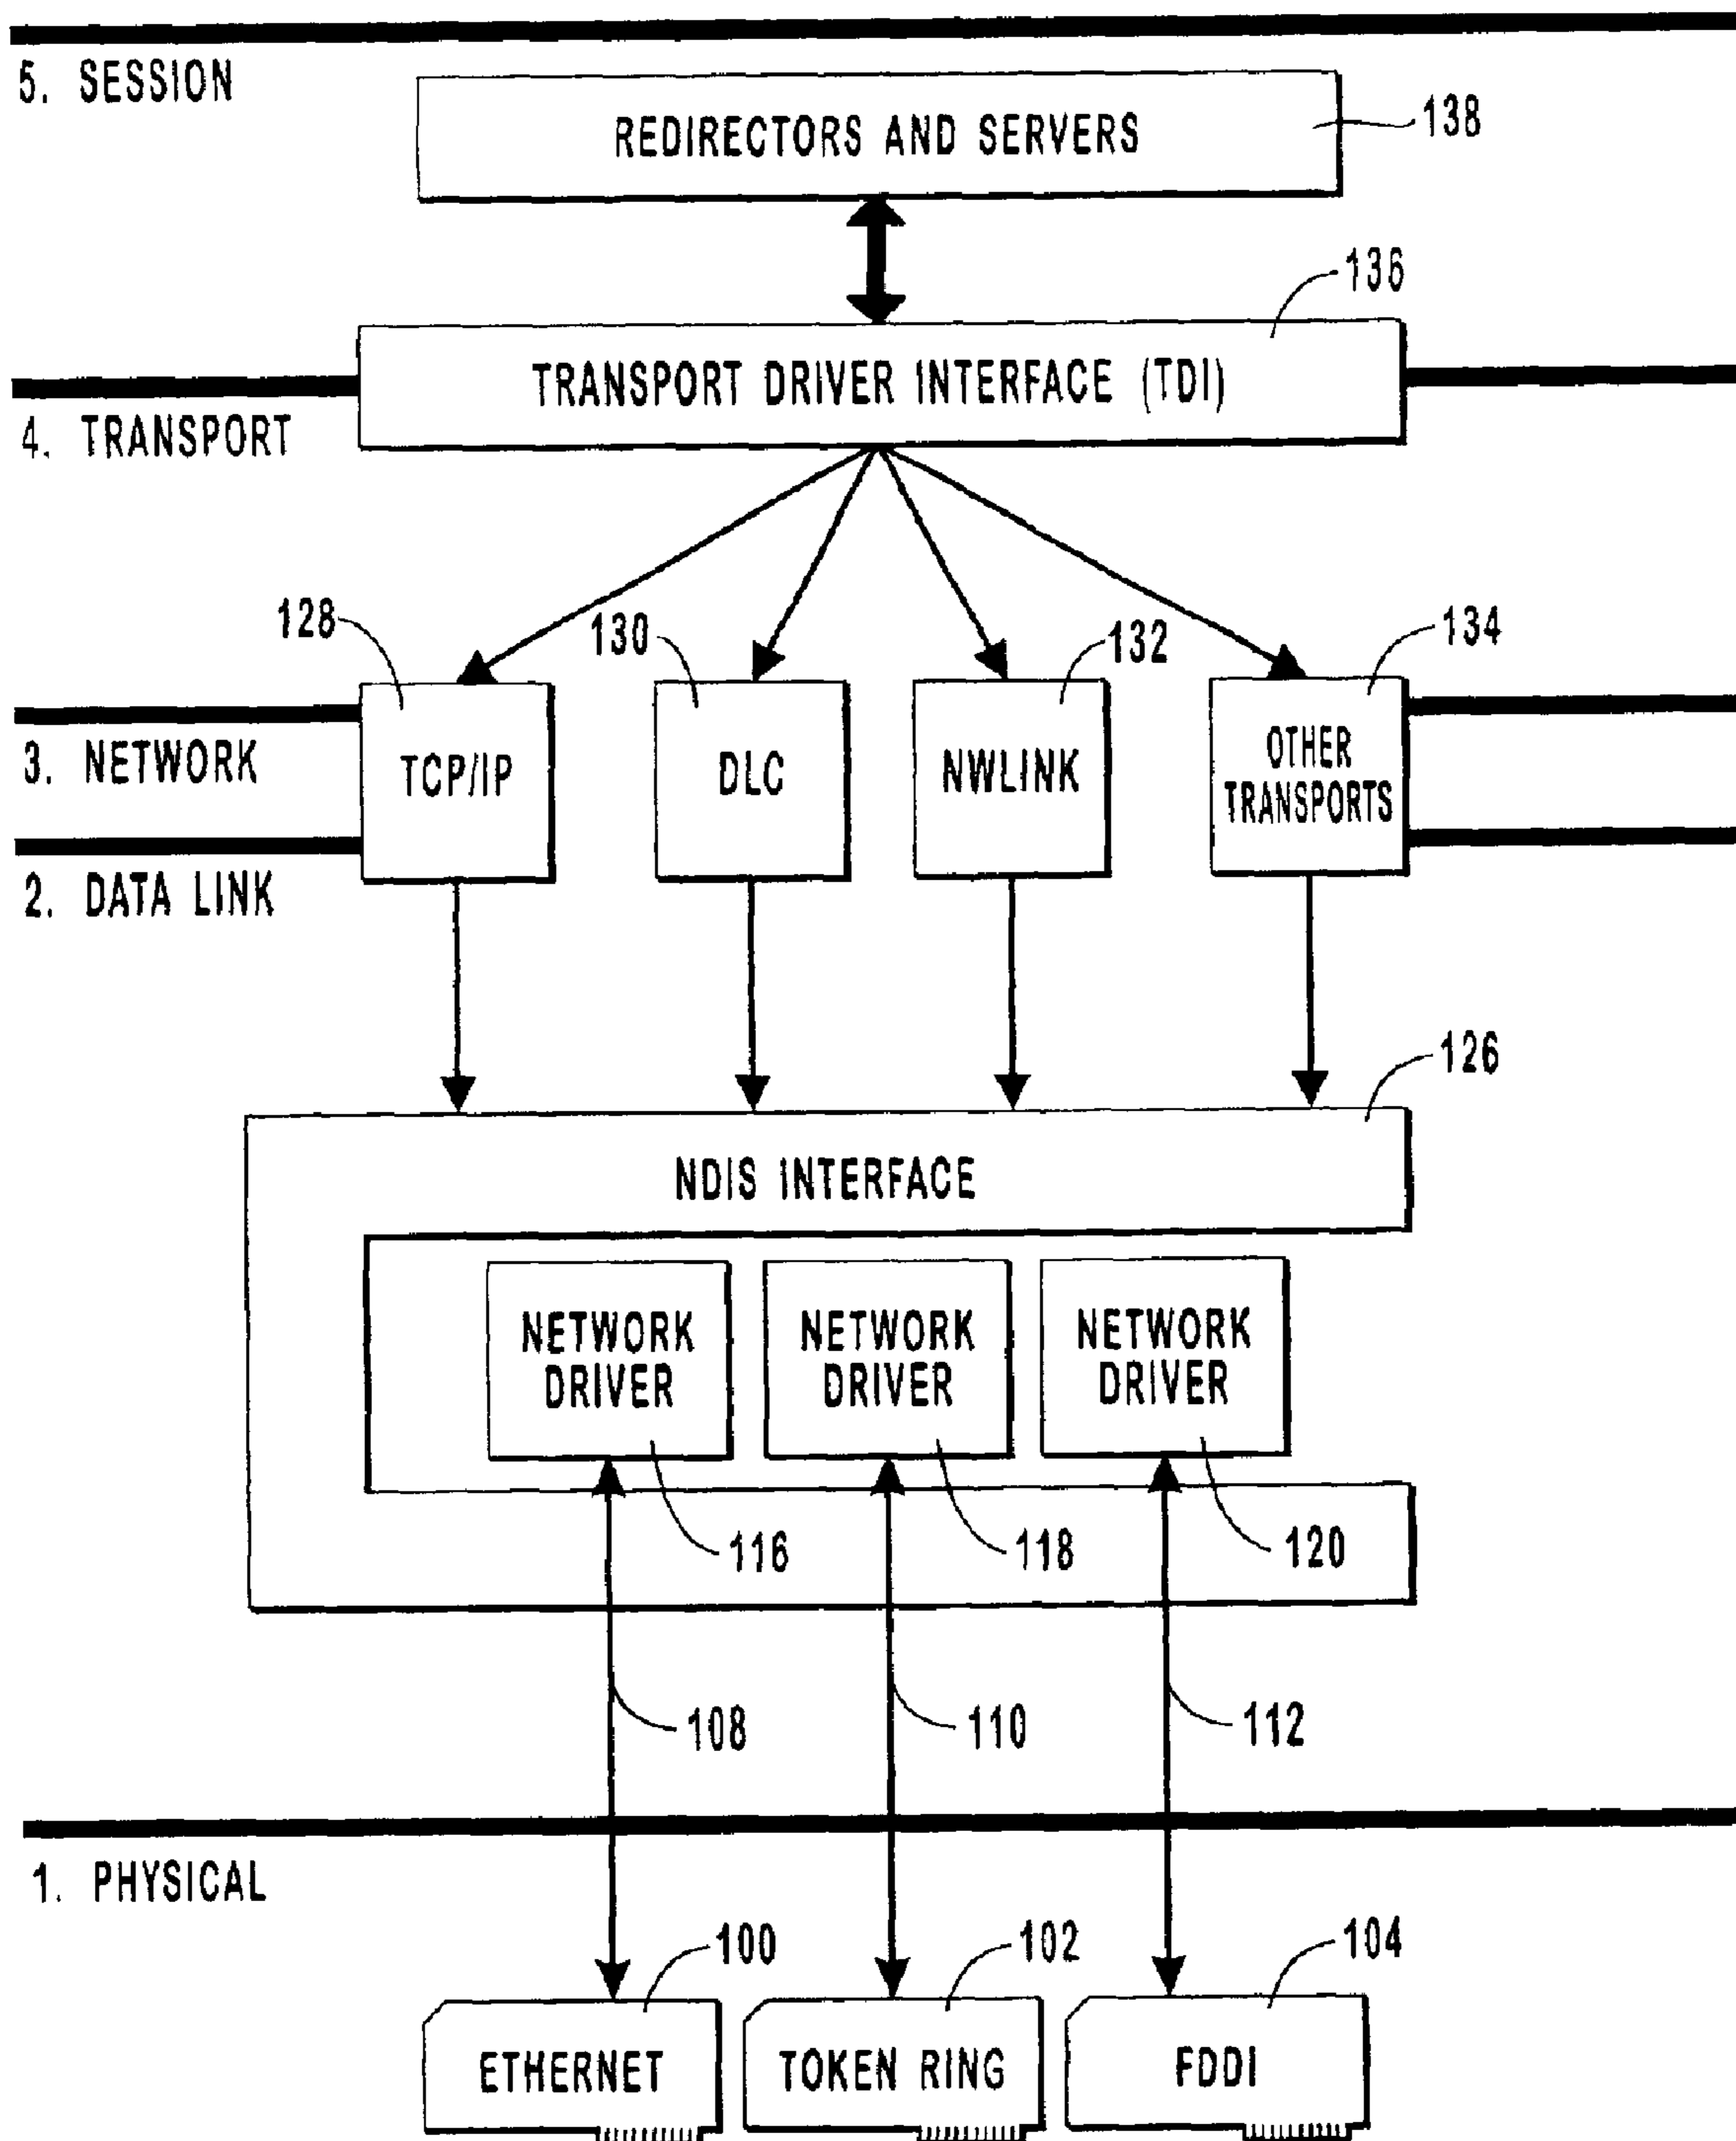 5. SESSION
REDIRECTORS AND SERVERS
138
136
TRANSPORT DRIVER INTERFACE (TDI)
4. TRANSPORT
128
130
132
134
3. NETWORK
TCP/IP
DLC
NWLINK
OTHER
TRANSPORTS
2. DATA LINK
126
NDIS INTERFACE
NETWORK
DRIVER
NETWORK
DRIVER
NETWORK
DRIVER
116
118
120
108
110
112
1. PHYSICAL
100
102
104
ETHERNET
TOKEN RING
FDDI